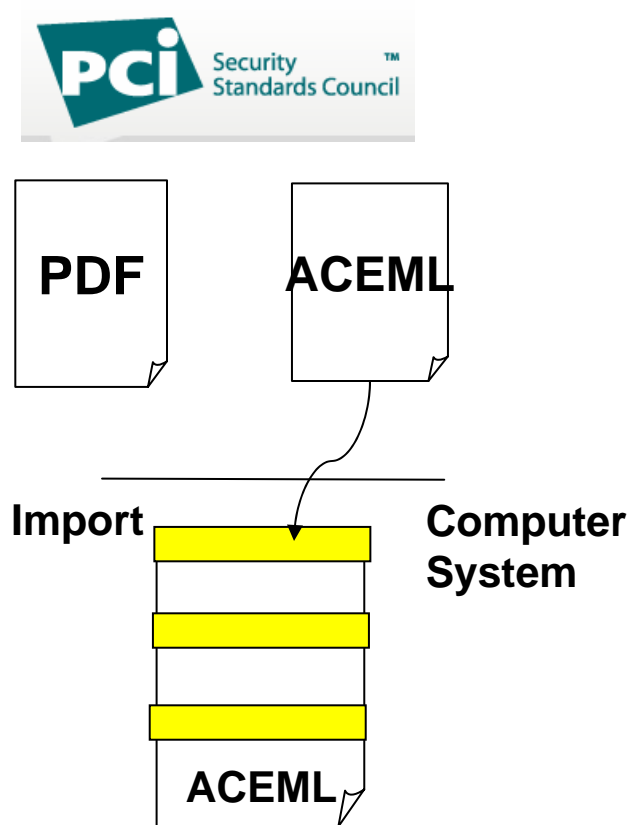 PCi Security ™
Standards Council
PDF
ACEML
Import
Computer
System
ACEML